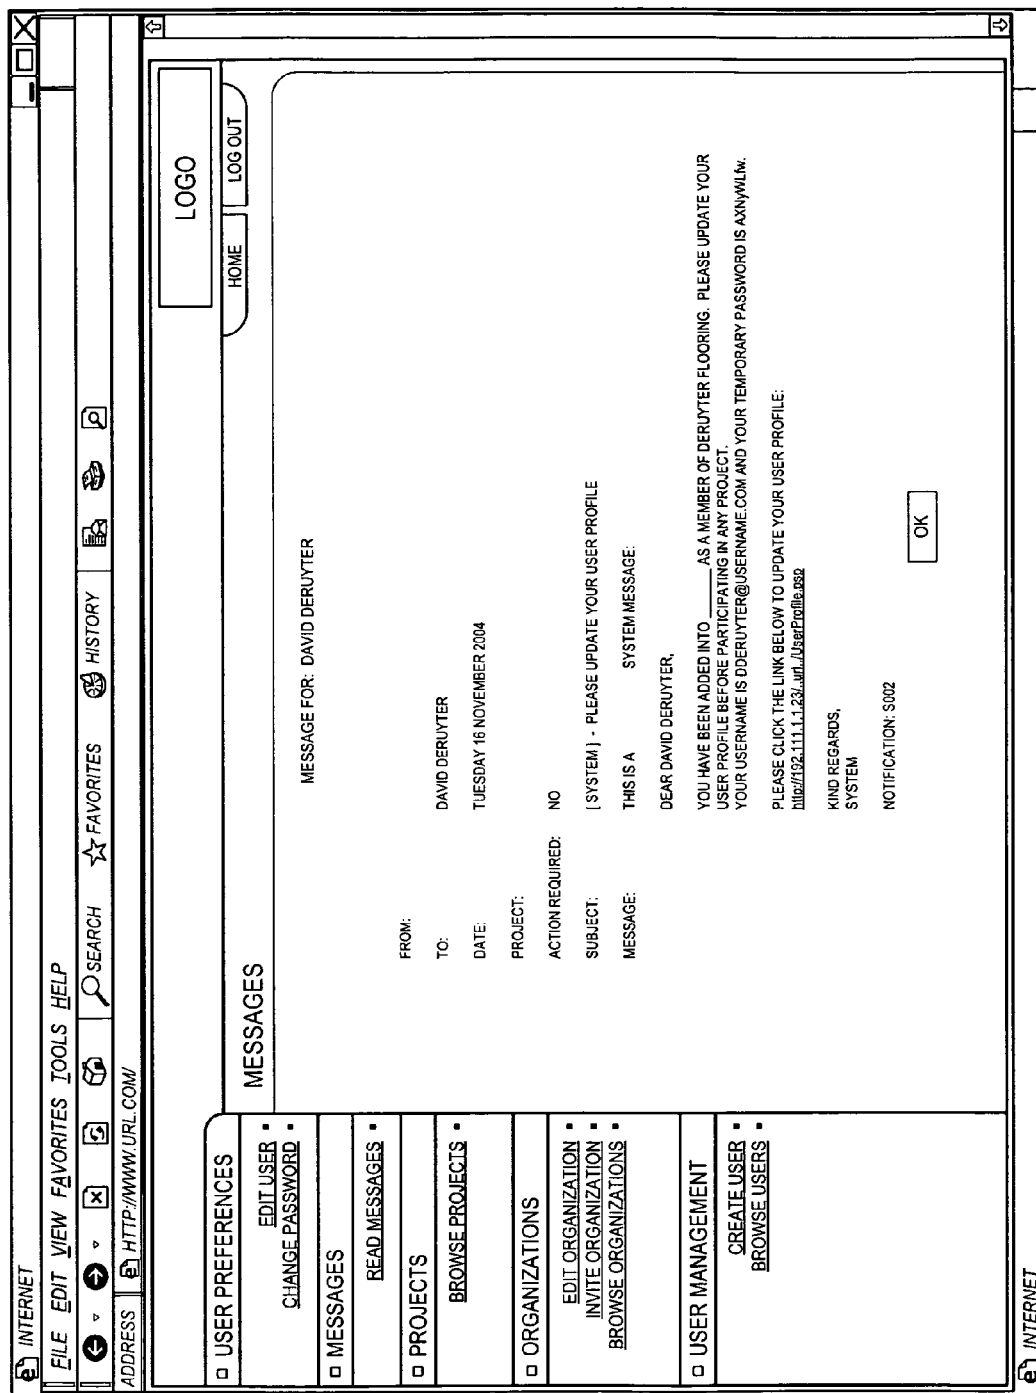 INTERNET
FILE EDIT VIEW FAVORITES TOOLS HELP
SEARCH FAVORITES HISTORY
ADDRESS HTTP://WWW.URL.COM/
LOGO
HOME LOG OUT
USER PREFERENCES
EDIT USER
CHANGE PASSWORD
MESSAGES
READ MESSAGES
PROJECTS
BROWSE PROJECTS
ORGANIZATIONS
EDIT ORGANIZATION
INVITE ORGANIZATION
BROWSE ORGANIZATIONS
USER MANAGEMENT
CREATE USER
BROWSE USERS
MESSAGES
MESSAGE FOR: DAVID DERUYTER
FROM:
TO: DAVID DERUYTER
DATE: TUESDAY 16 NOVEMBER 2004
PROJECT:
ACTION REQUIRED: NO
SUBJECT: [ SYSTEM ] - PLEASE UPDATE YOUR USER PROFILE
MESSAGE: THIS IS A SYSTEM MESSAGE:
DEAR DAVID DERUYTER,
YOU HAVE BEEN ADDED INTO _____ AS A MEMBER OF DERUYTER FLOORING. PLEASE UPDATE YOUR
USER PROFILE BEFORE PARTICIPATING IN ANY PROJECT.
YOUR USERNAME IS DDERUYTER@USERNAME.COM AND YOUR TEMPORARY PASSWORD IS AXNyWLfw.
PLEASE CLICK THE LINK BELOW TO UPDATE YOUR USER PROFILE:
http://192.111.1.23/..url../UserProfile.psp
KIND REGARDS,
SYSTEM
NOTIFICATION: S002
OK
INTERNET